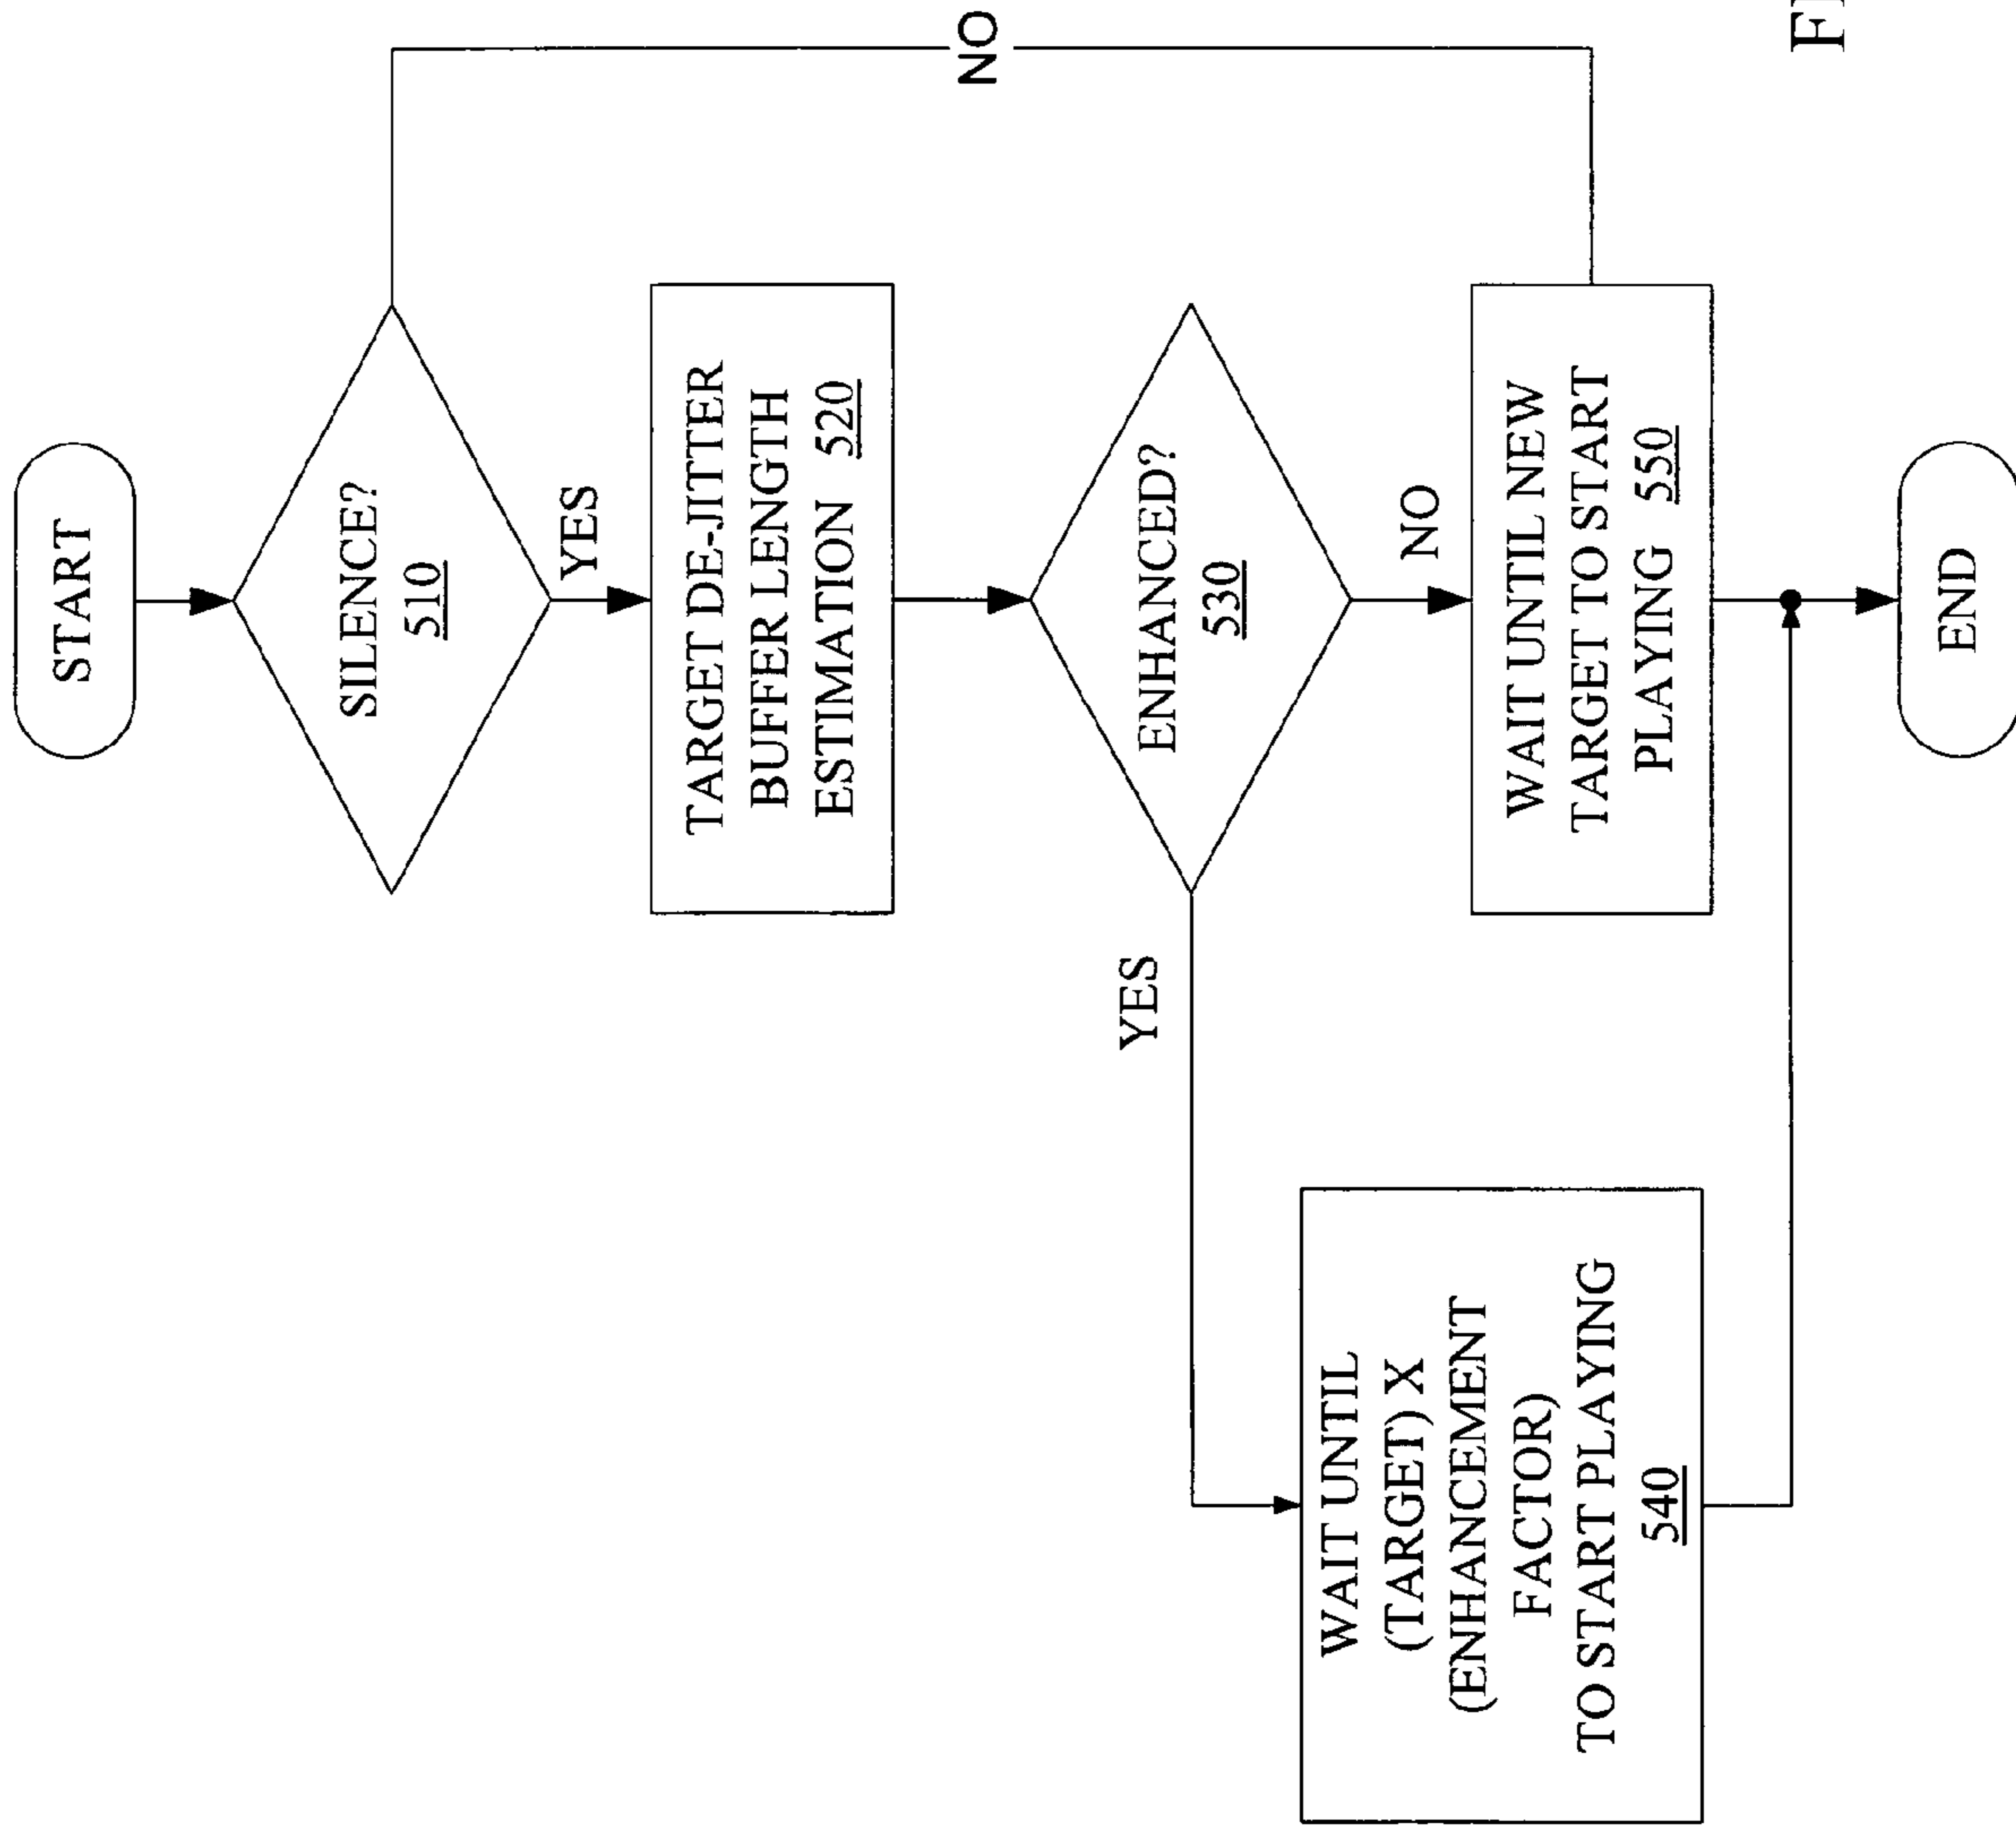 START
SILENCE?
510
NO
YES
TARGET DE-JITTER
BUFFER LENGTH
ESTIMATION 520
ENHANCED?
530
YES
NO
WAIT UNTIL
(TARGET) X
(ENHANCEMENT
FACTOR)
TO START PLAYING
540
WAIT UNTIL NEW
TARGET TO START
PLAYING 550
END